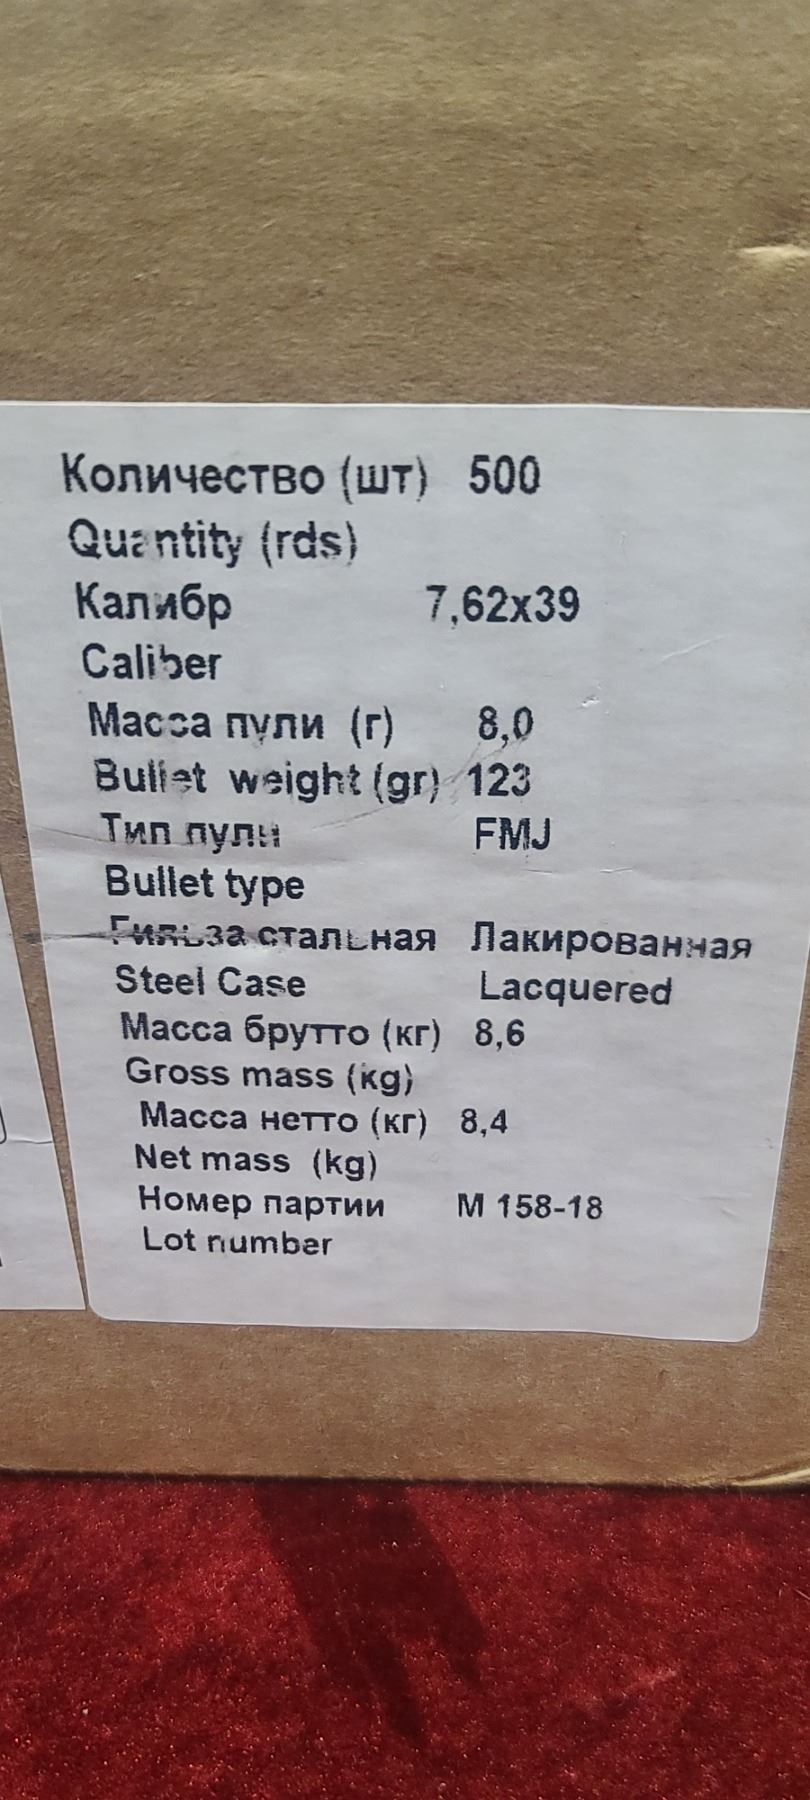 Количество (шт) 500
Quantity (rds)
Калибр 7,62x39
Caliber
Масса пули (г) 8,0
Bullet weight (gr) 123
Тип пули FMJ
Bullet type
Гильза стальная Лакированная
Steel Case Lacquered
Масса брутто (кг) 8,6
Gross mass (кg)
Масса нетто (кг) 8,4
Net mass (kg)
Номер партии М 158-18
Lot number